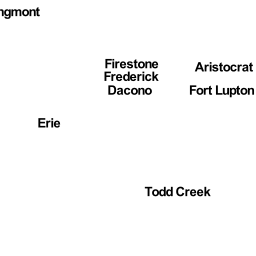 ngmont
Firestone
Aristocrat
Frederick
Dacono
Fort Lupton
Erie
Todd Creek